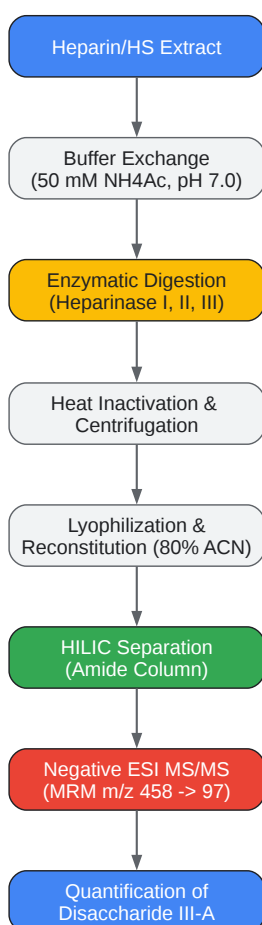 Heparin/HS Extract
Buffer Exchange
(50 mM NH4Ac, pH 7.0)
Enzymatic Digestion
(Heparinase I, II, III)
Heat Inactivation &
Centrifugation
Lyophilization &
Reconstitution (80% ACN)
HILIC Separation
(Amide Column)
Negative ESI MS/MS
(MRM m/z 458 -> 97)
Quantification of
Disaccharide III-A